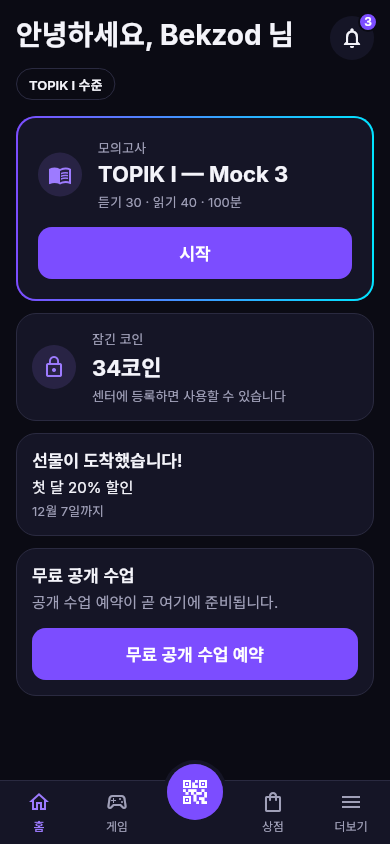 안녕하세요, Bekzod 님
3
TOPIK I 수준
모의고사
TOPIK I — Mock 3
듣기 30 · 읽기 40 · 100분
시작
잠긴 코인
34코인
센터에 등록하면 사용할 수 있습니다
선물이 도착했습니다!
첫 달 20% 할인
12월 7일까지
무료 공개 수업
공개 수업 예약이 곧 여기에 준비됩니다.
무료 공개 수업 예약
홈
게임
상점
더보기